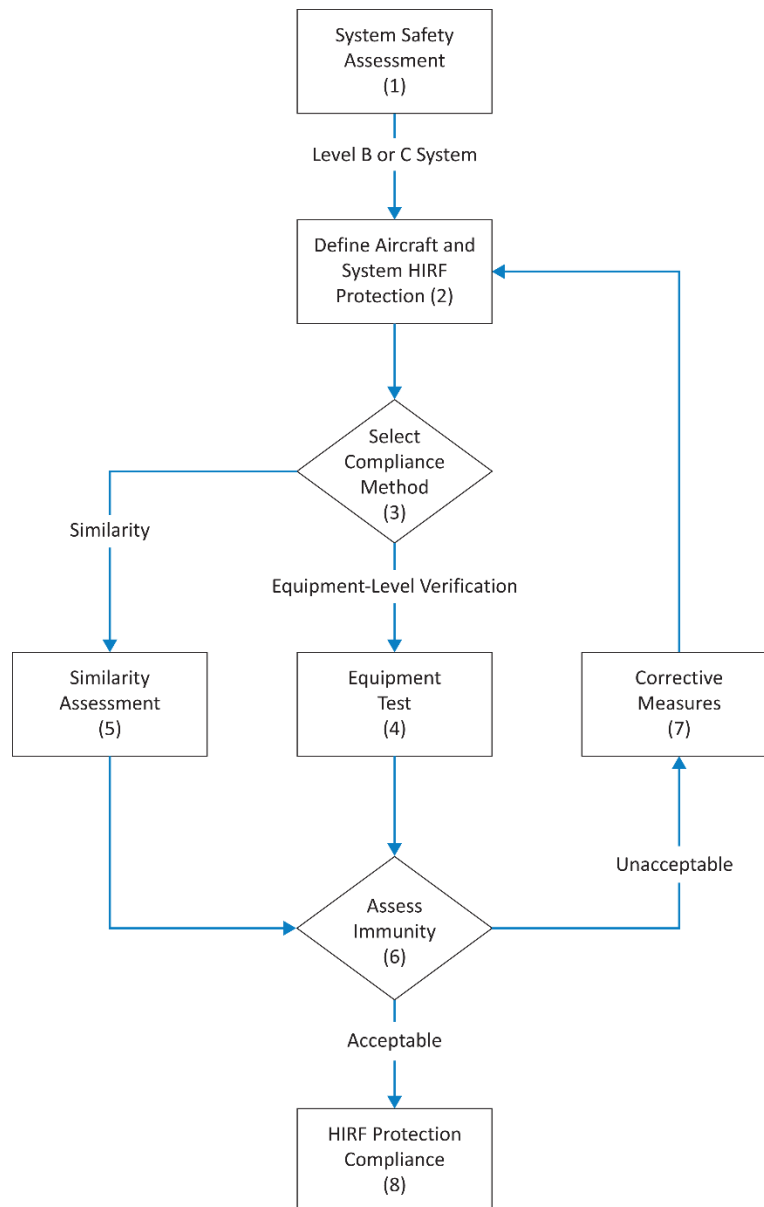 System Safety
Assessment
(1)
Level B or C System
Define Aircraft and
System HIRF
Protection (2)
Select
Compliance
Method
(3)
Similarity
Equipment-Level Verification
Similarity
Assessment
(5)
Equipment
Test
(4)
Corrective
Measures
(7)
Unacceptable
Assess
Immunity
(6)
Acceptable
HIRF Protection
Compliance
(8)